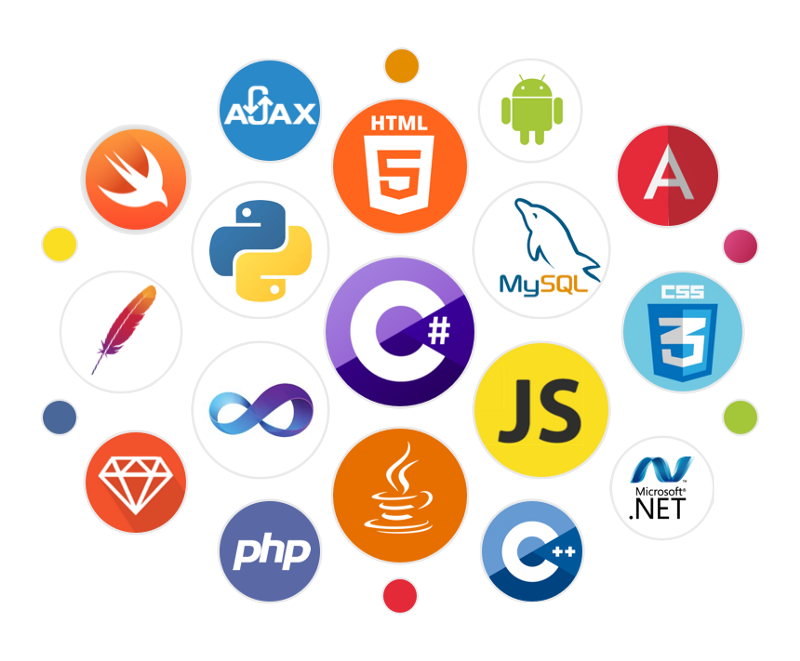 AJAX
HTML
5
A
MySQL
C#
CSS
3
JS
Microsoft®
.NET
php
C++